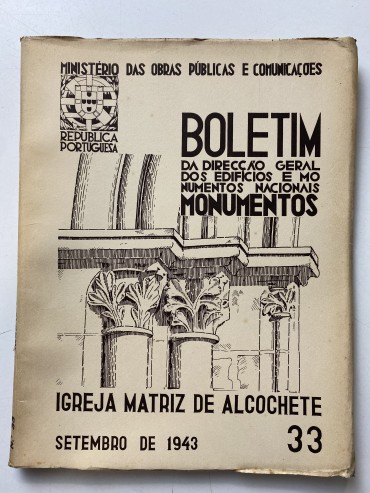 MINISTÉRIO DAS OBRAS PÚBLICAS E COMUNICAÇÕES
REPÚBLICA
PORTUGUESA
BOLETIM
DA DIRECÇÃO GERAL
DOS EDIFÍCIOS E MO
NUMENTOS NACIONAIS
MONUMENTOS
IGREJA MATRIZ DE ALCOCHETE
SETEMBRO DE 1943 33